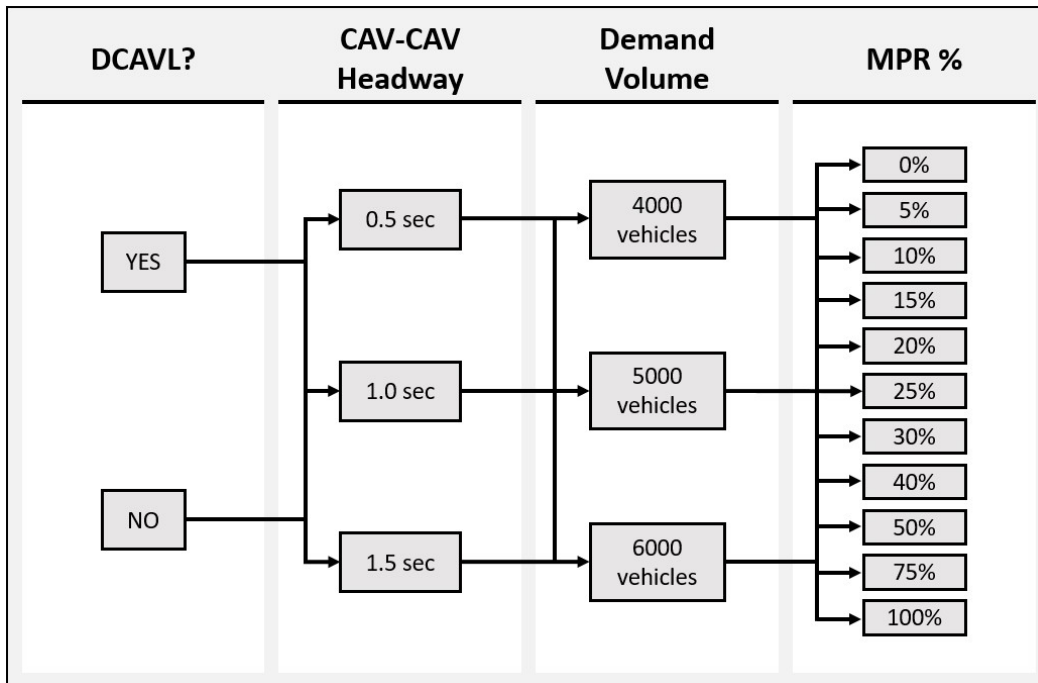 DCAVL?
CAV-CAV
Headway
Demand
Volume
MPR %
YES
NO
0.5 sec
1.0 sec
1.5 sec
4000
vehicles
5000
vehicles
6000
vehicles
0%
5%
10%
15%
20%
25%
30%
40%
50%
75%
100%